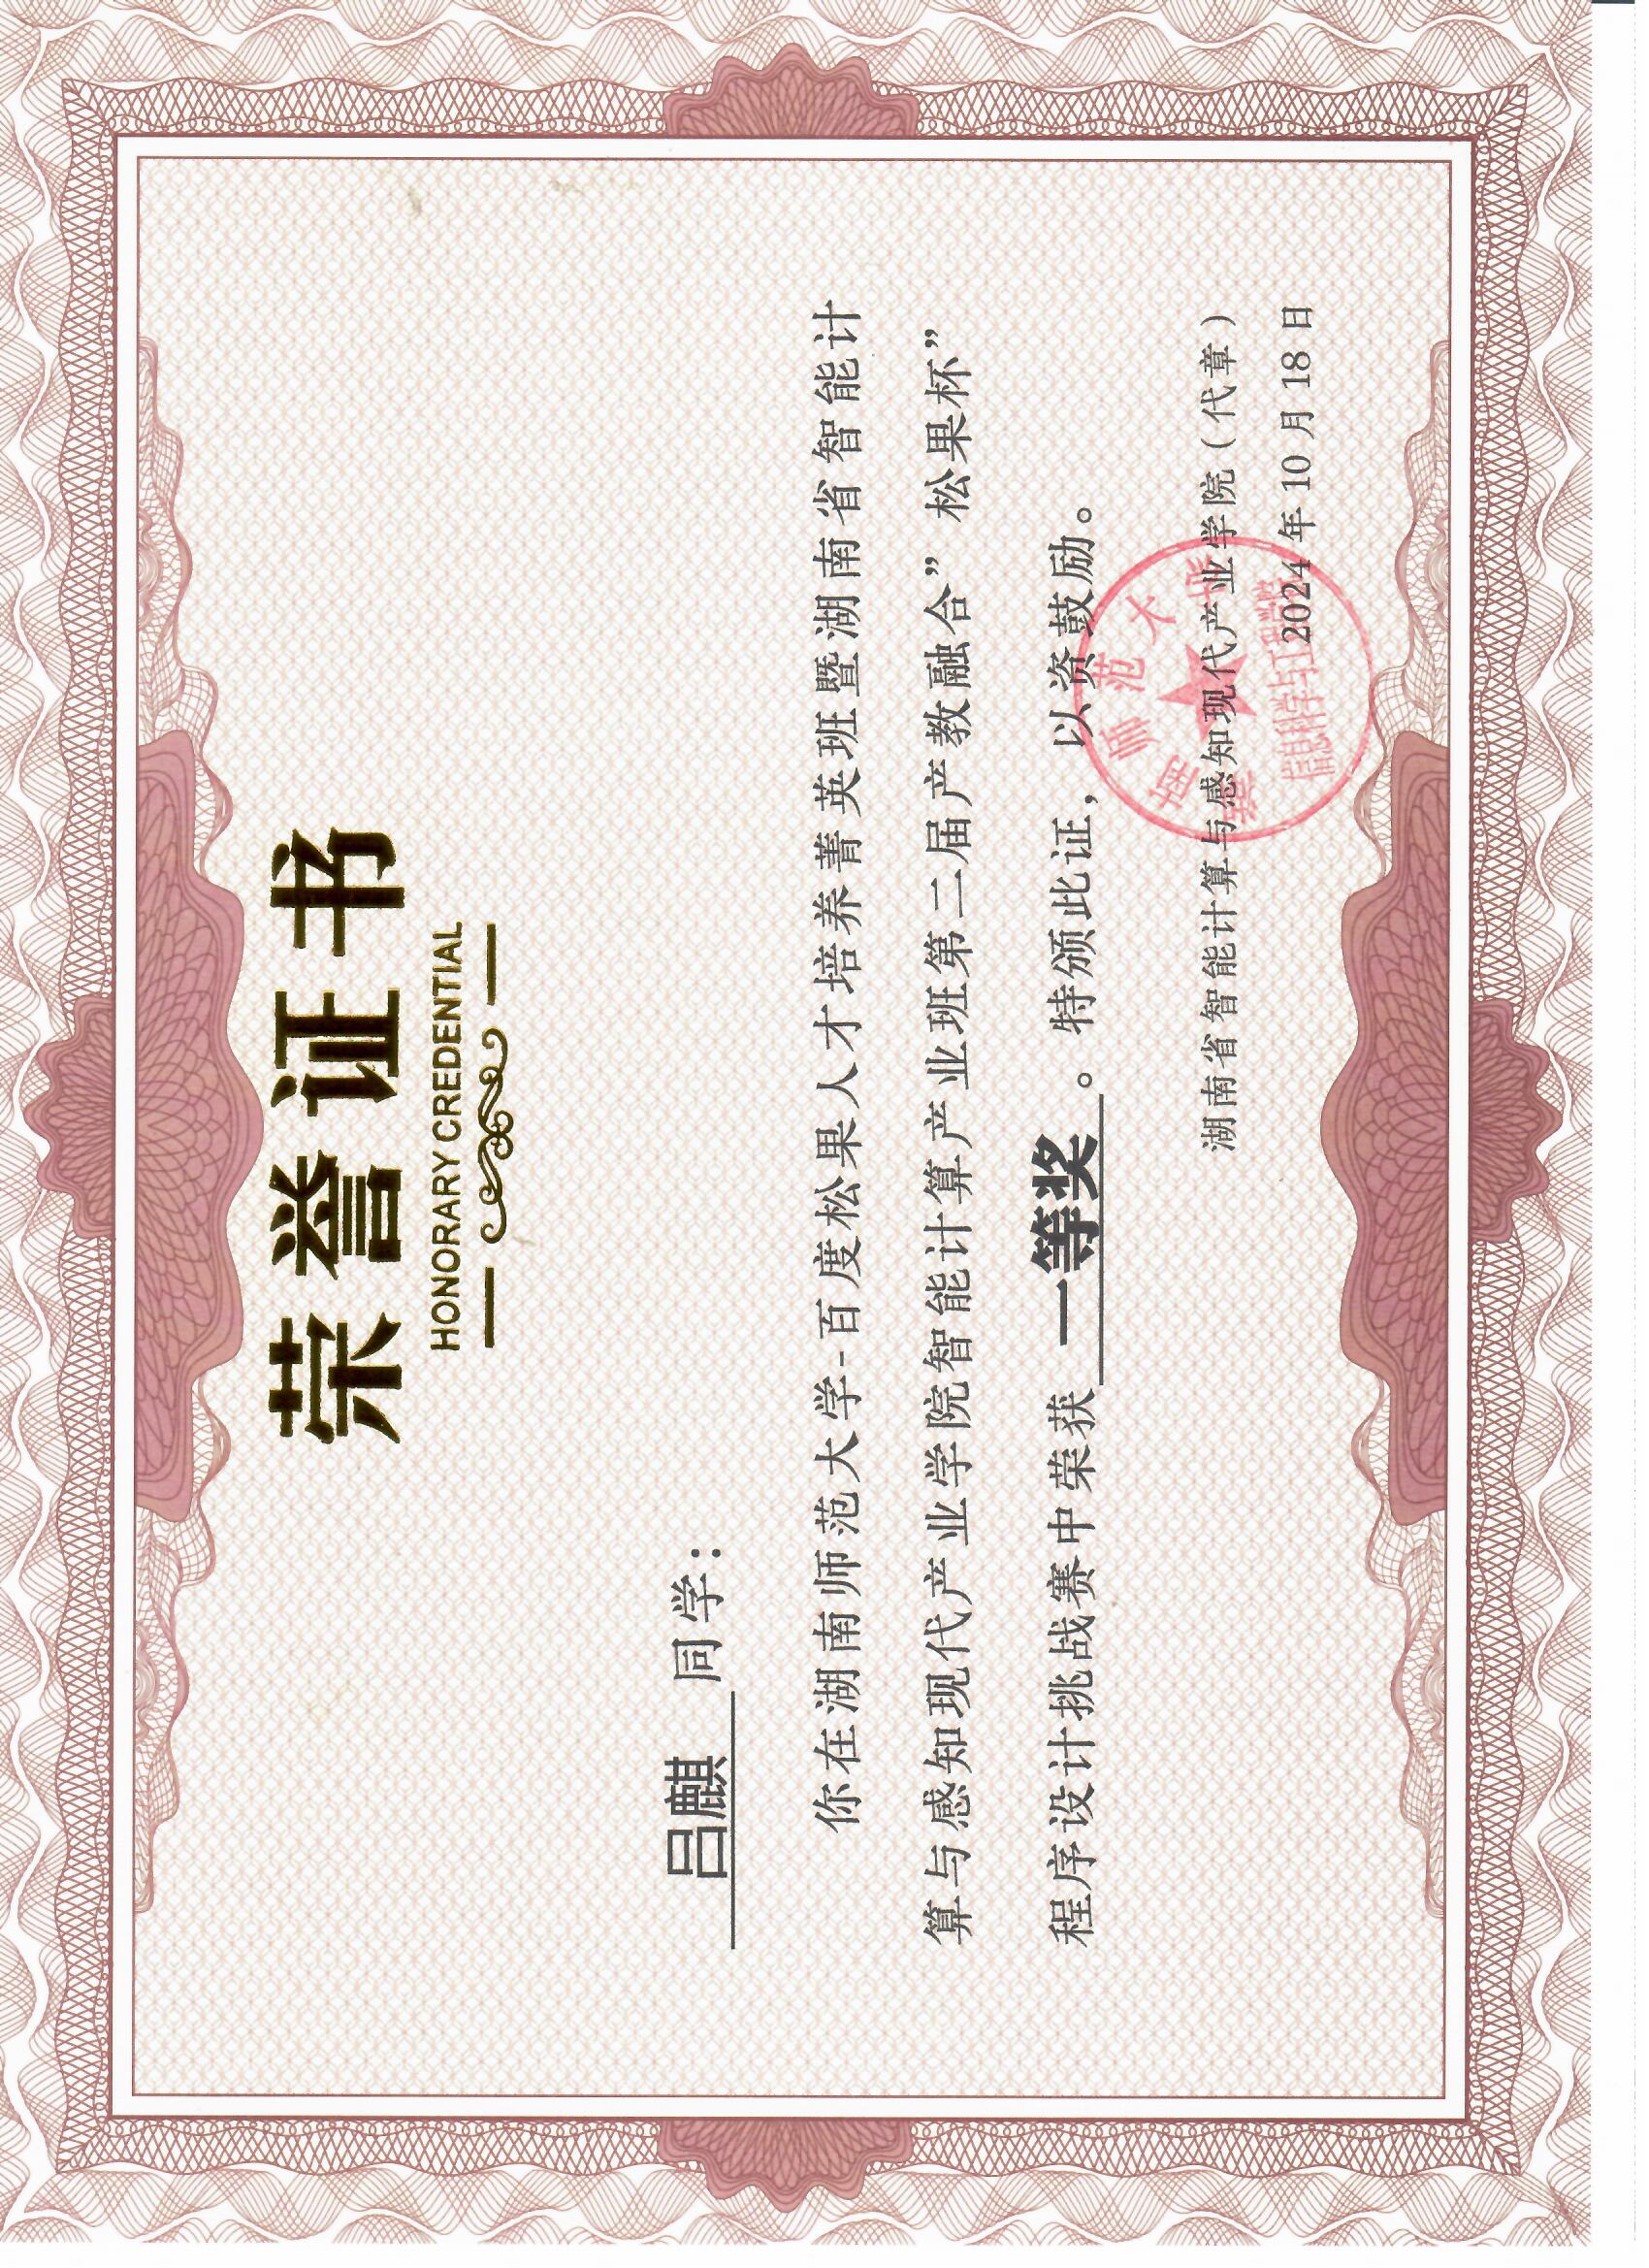 荣誉证书
HONORARY CREDENTIAL
吕麒 同学：
你在湖南师范大学-百度松果人才培养菁英班暨湖南省智能计
算与感知现代产业学院智能计算产业班第二届产教融合”松果杯”
程序设计挑战赛中荣获 一等奖 。特颁此证，以资鼓励。
湖南师范大学
湖南省智能计算与感知现代产业学院（代章）
信息科学与工程学院
2024 年 10 月 18 日